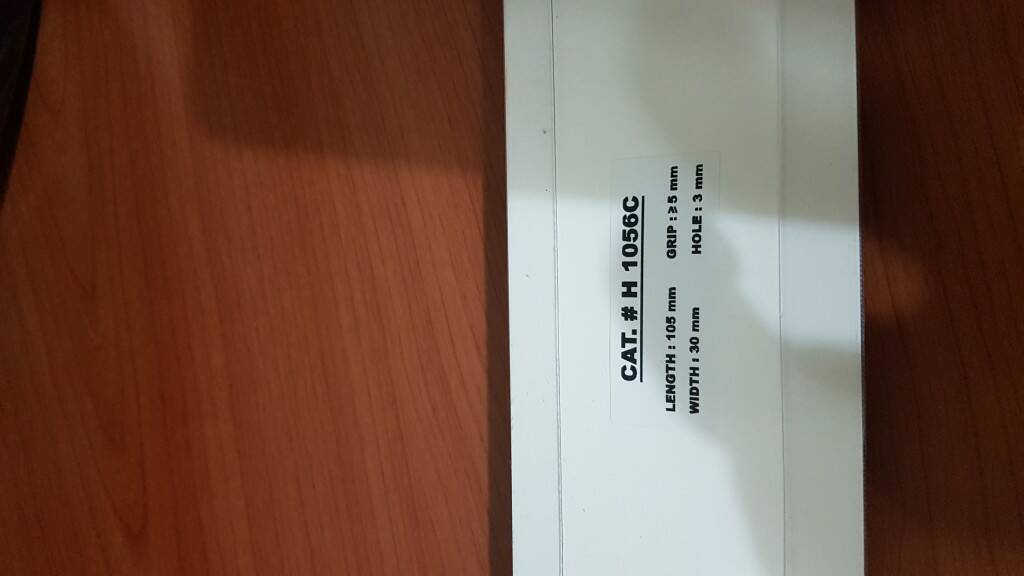 CAT. # H 1056C
LENGTH : 105 mm GRIP : ≥ 5 mm
WIDTH : 30 mm HOLE : 3 mm